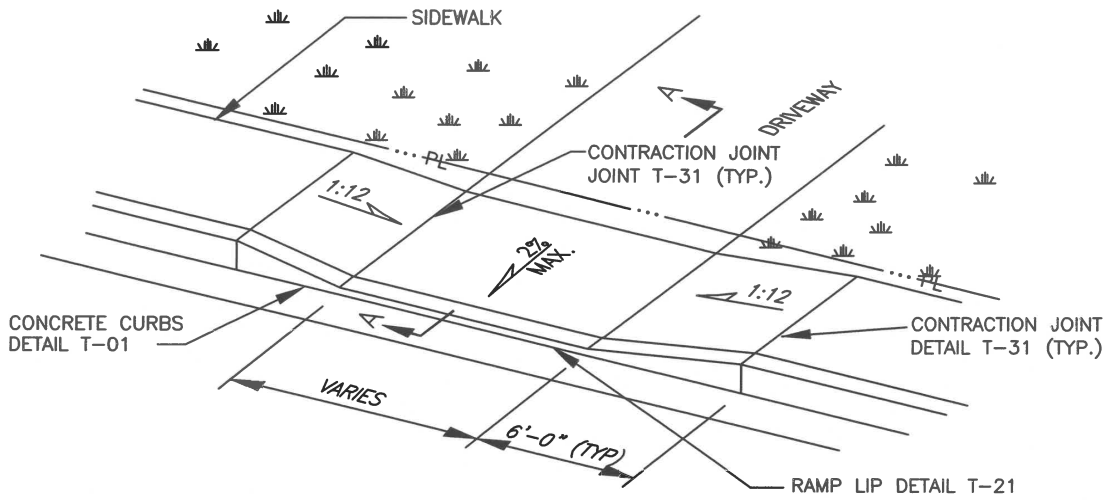 SIDEWALK
A
DRIVEWAY
PL
CONTRACTION JOINT
JOINT T-31 (TYP.)
1:12
2%
MAX.
PL
1:12
CONCRETE CURBS
DETAIL T-01
A
CONTRACTION JOINT
DETAIL T-31 (TYP.)
VARIES
6'-0" (TYP)
RAMP LIP DETAIL T-21